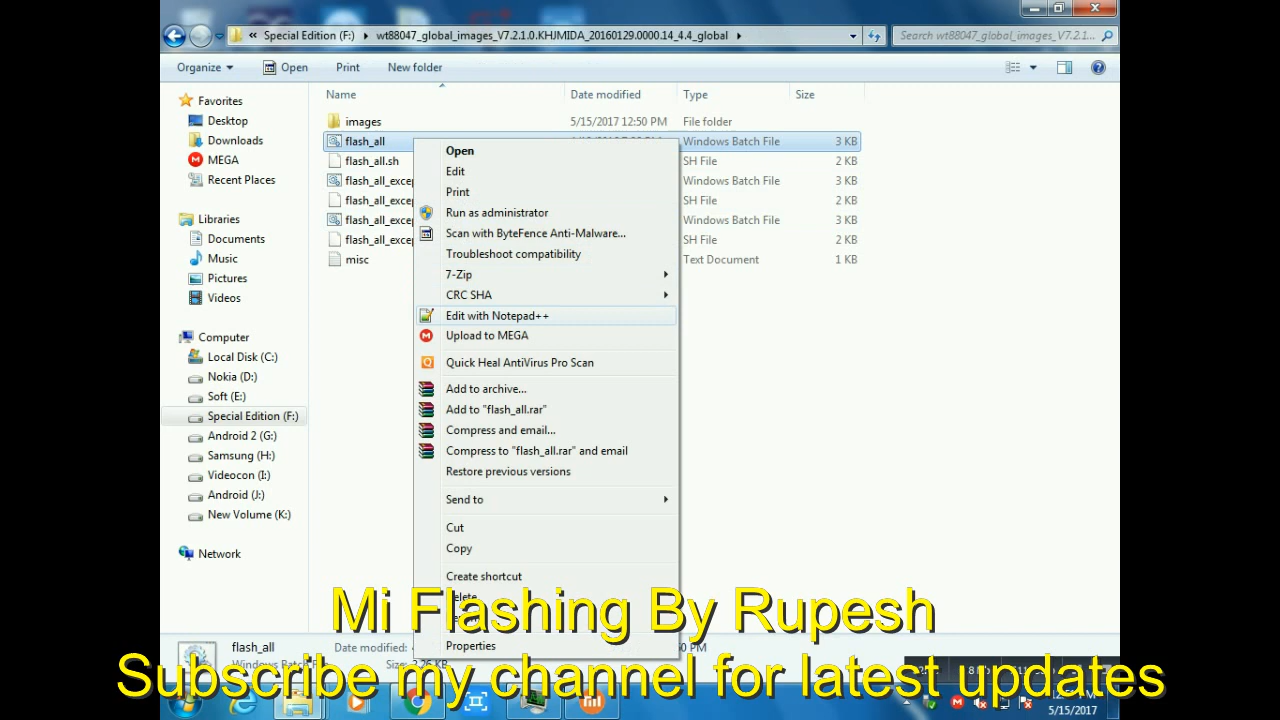 Special Edition (F:) wt88047_global_images_V7.2.1.0.KHJMIDA_20160129.0000.14_4.4_global
Search wt88047_global_images_V7.2.1...
Organize Open Print New folder
Name Date modified Type Size
Favorites
Desktop
Downloads
MEGA
Recent Places
Libraries
Documents
Music
Pictures
Videos
Computer
Local Disk (C:)
Nokia (D:)
Soft (E:)
Special Edition (F:)
Android 2 (G:)
Samsung (H:)
Videocon (I:)
Android (J:)
New Volume (K:)
Network
images 5/15/2017 12:50 PM File folder
flash_all Windows Batch File 3 KB
flash_all.sh SH File 2 KB
flash_all_excep Windows Batch File 3 KB
flash_all_excep SH File 2 KB
flash_all_excep Windows Batch File 3 KB
flash_all_excep SH File 2 KB
misc Text Document 1 KB
Open
Edit
Print
Run as administrator
Scan with ByteFence Anti-Malware...
Troubleshoot compatibility
7-Zip
CRC SHA
Edit with Notepad++
Upload to MEGA
Quick Heal AntiVirus Pro Scan
Add to archive...
Add to "flash_all.rar"
Compress and email...
Compress to "flash_all.rar" and email
Restore previous versions
Send to
Cut
Copy
Create shortcut
Delete
Properties
Mi Flashing By Rupesh
flash_all Date modified:
Windows Batch File Size: 2.26 KB
Subscribe my channel for latest updates
5/15/2017